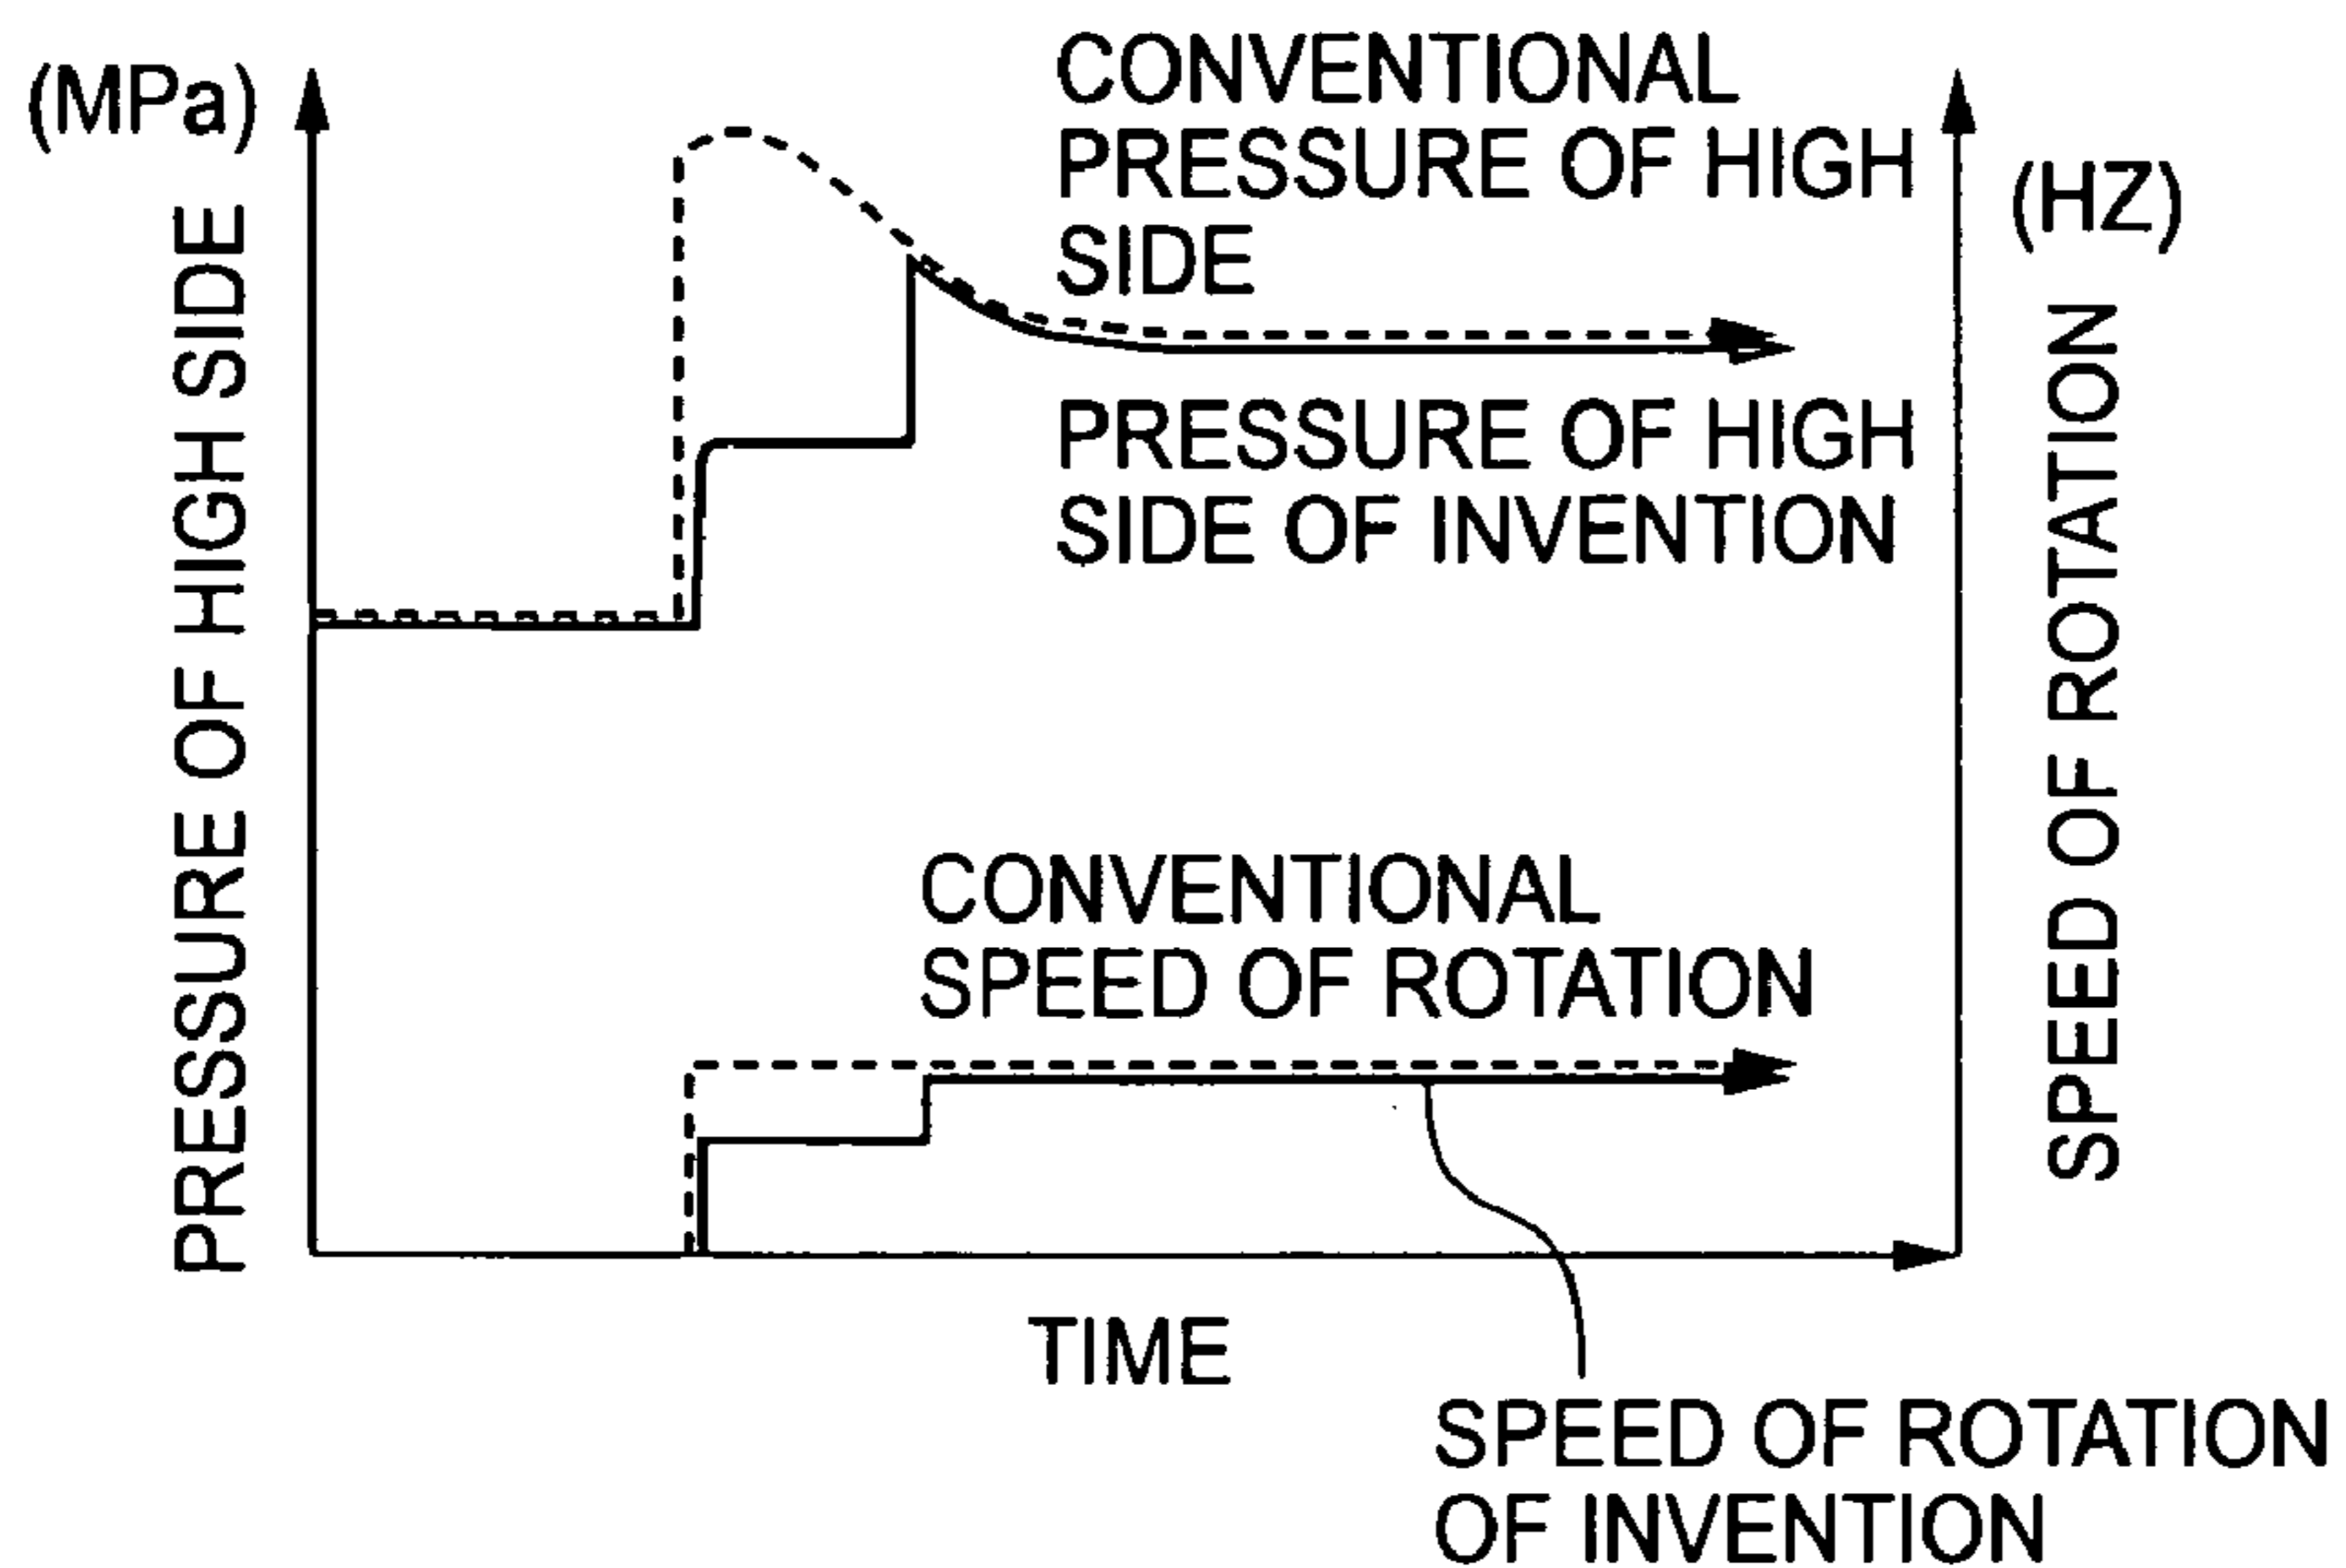 (MPa)
PRESSURE OF HIGH SIDE
CONVENTIONAL
PRESSURE OF HIGH
SIDE
PRESSURE OF HIGH
SIDE OF INVENTION
(HZ)
SPEED OF ROTATION
CONVENTIONAL
SPEED OF ROTATION
TIME
SPEED OF ROTATION
OF INVENTION